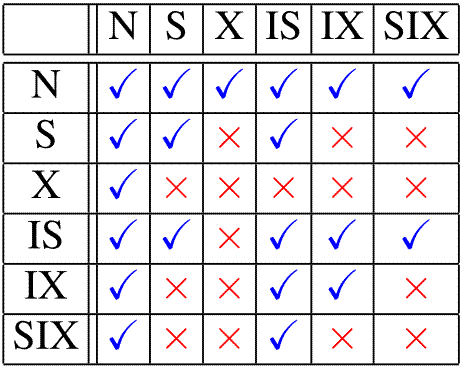 N S X IS IX SIX
N ✓ ✓ ✓ ✓ ✓ ✓
S ✓ ✓ × ✓ × ×
X ✓ × × × × ×
IS ✓ ✓ × ✓ ✓ ✓
IX ✓ × × ✓ ✓ ×
SIX ✓ × × ✓ × ×